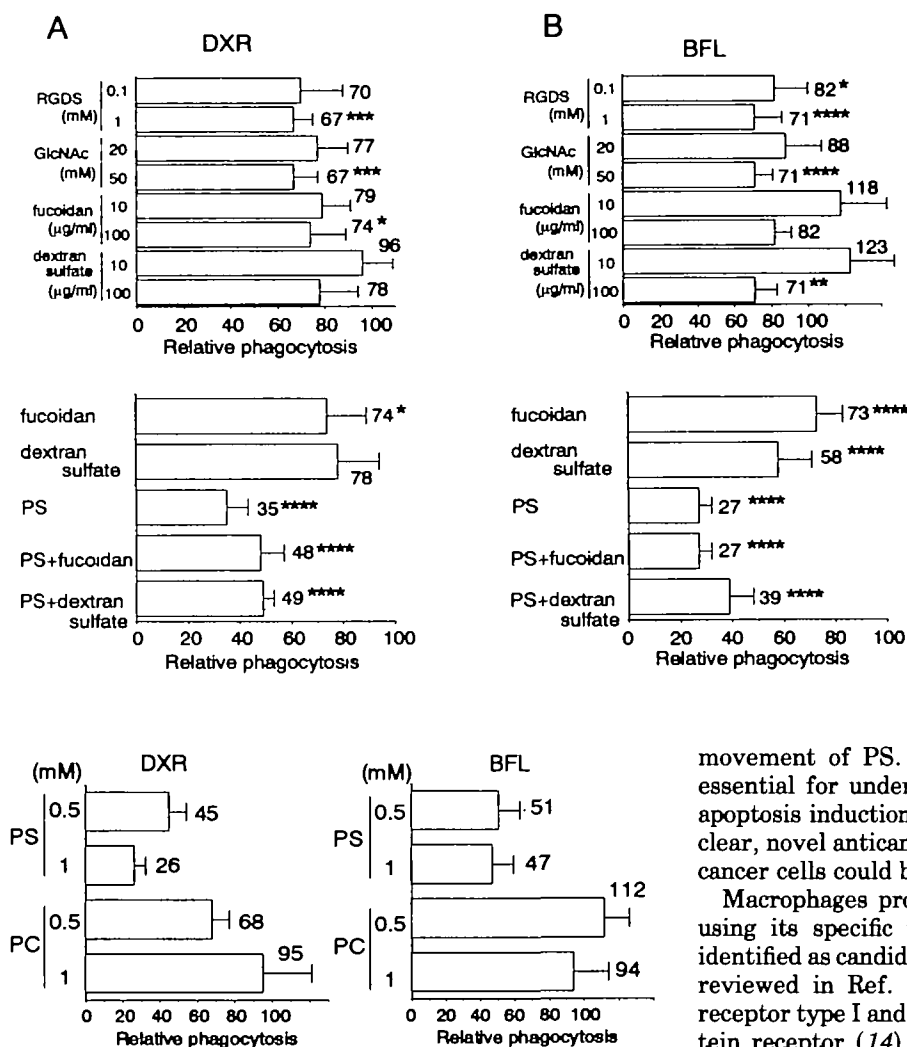 A
DXR
RGDS (mM) 0.1 70
1 67 ***
GlcNAc (mM) 20 77
50 67 ***
fucoidan (µg/ml) 10 79
100 74 *
dextran sulfate (µg/ml) 10 96
100 78
0 20 40 60 80 100
Relative phagocytosis
B
BFL
RGDS (mM) 0.1 82 *
1 71 ****
GlcNAc (mM) 20 88
50 71 ****
fucoidan (µg/ml) 10 118
100 82
dextran sulfate (µg/ml) 10 123
100 71 **
0 20 40 60 80 100
Relative phagocytosis
fucoidan 74 *
dextran sulfate 78
PS 35 ****
PS+fucoidan 48 ****
PS+dextran sulfate 49 ****
0 20 40 60 80 100
Relative phagocytosis
fucoidan 73 ****
dextran sulfate 58 ****
PS 27 ****
PS+fucoidan 27 ****
PS+dextran sulfate 39 ****
0 20 40 60 80 100
Relative phagocytosis
(mM) DXR
PS 0.5 45
1 26
PC 0.5 68
1 95
0 20 40 60 80 100
Relative phagocytosis
(mM) BFL
PS 0.5 51
1 47
PC 0.5 112
1 94
0 20 40 60 80 100
Relative phagocytosis
movement of PS.
essential for under
apoptosis induction
clear, novel antican
cancer cells could b
Macrophages pro
using its specific
identified as candid
reviewed in Ref.
receptor type I and
tein receptor (14)